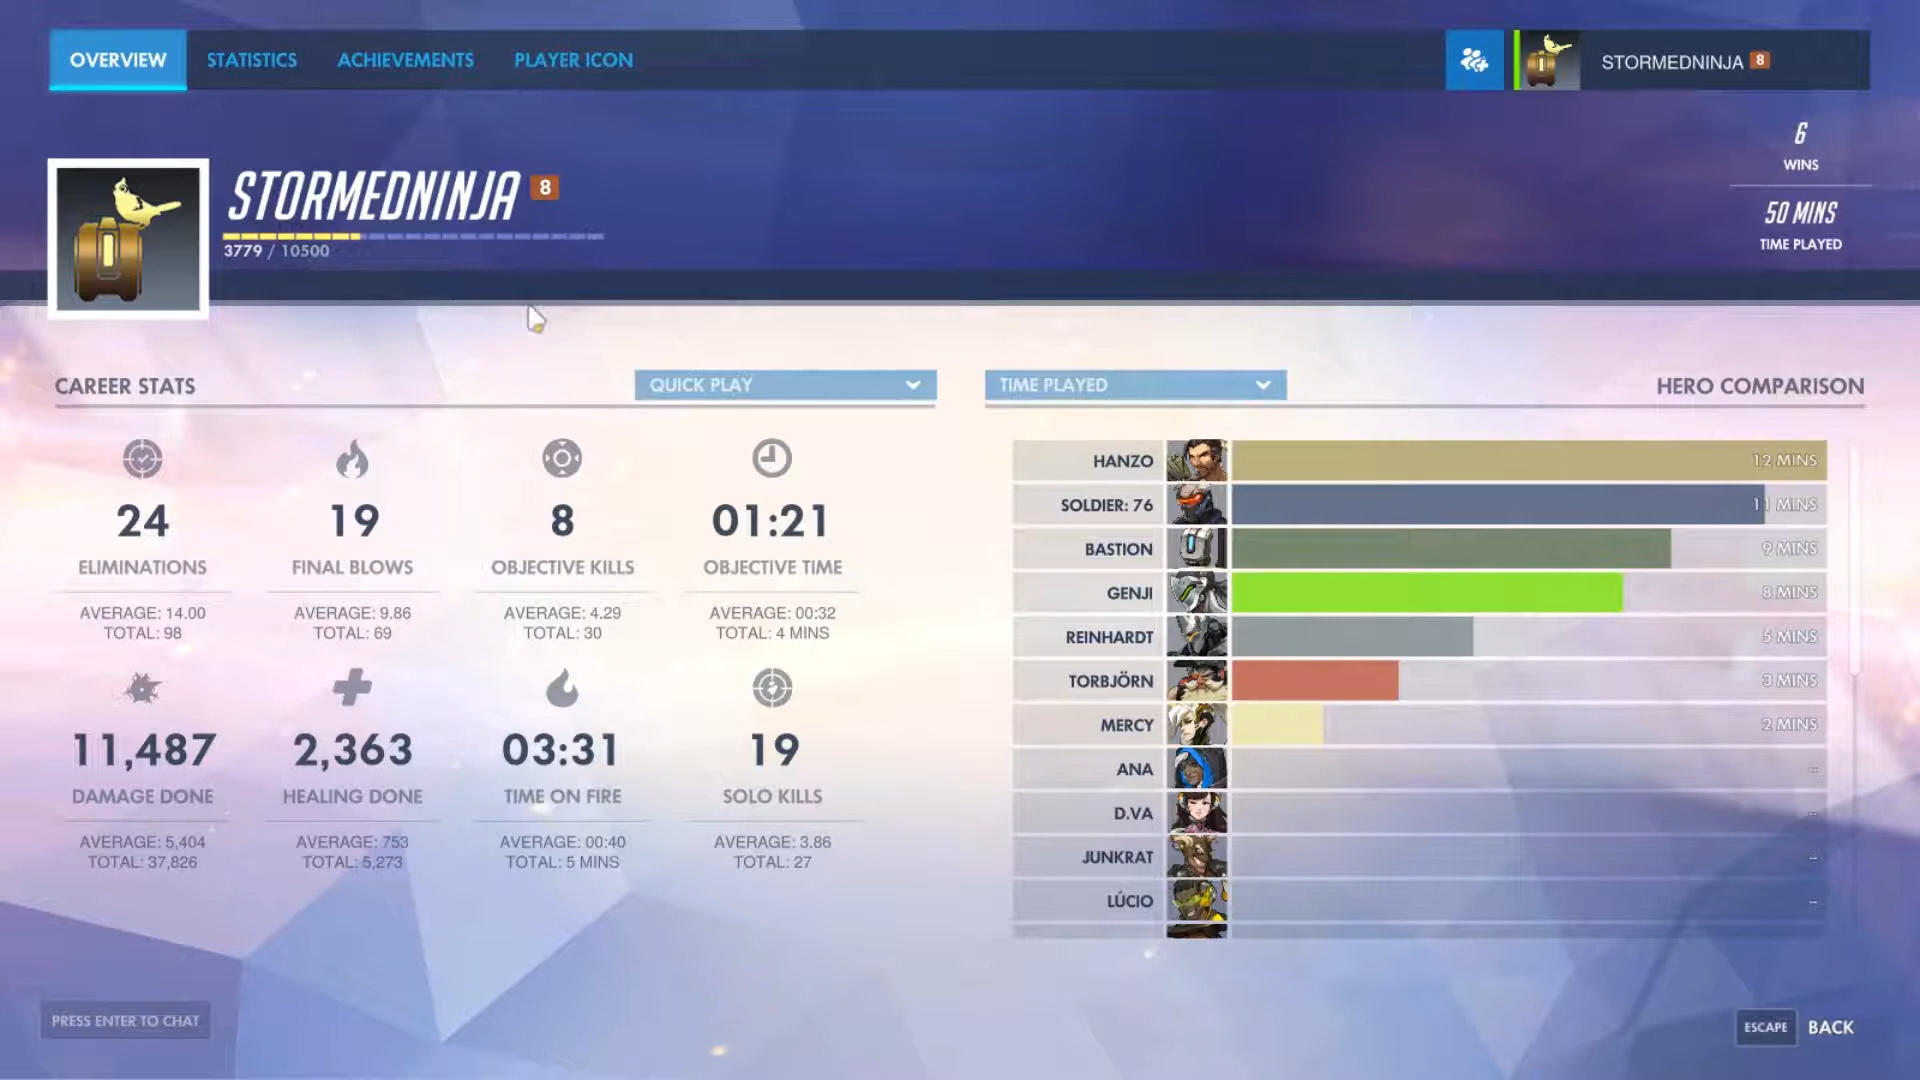 OVERVIEW
STATISTICS
ACHIEVEMENTS
PLAYER ICON
STORMEDNINJA 8
6
WINS
50 MINS
TIME PLAYED
STORMEDNINJA 8
3779 / 10500
CAREER STATS
QUICK PLAY
24
ELIMINATIONS
AVERAGE: 14.00
TOTAL: 98
19
FINAL BLOWS
AVERAGE: 9.86
TOTAL: 69
8
OBJECTIVE KILLS
AVERAGE: 4.29
TOTAL: 30
01:21
OBJECTIVE TIME
AVERAGE: 00:32
TOTAL: 4 MINS
11,487
DAMAGE DONE
AVERAGE: 5,404
TOTAL: 37,826
2,363
HEALING DONE
AVERAGE: 753
TOTAL: 5,273
03:31
TIME ON FIRE
AVERAGE: 00:40
TOTAL: 5 MINS
19
SOLO KILLS
AVERAGE: 3.86
TOTAL: 27
TIME PLAYED
HERO COMPARISON
HANZO 12 MINS
SOLDIER: 76 11 MINS
BASTION 9 MINS
GENJI 8 MINS
REINHARDT 5 MINS
TORBJÖRN 3 MINS
MERCY 2 MINS
ANA --
D.VA --
JUNKRAT --
LÚCIO --
PRESS ENTER TO CHAT
ESCAPE BACK